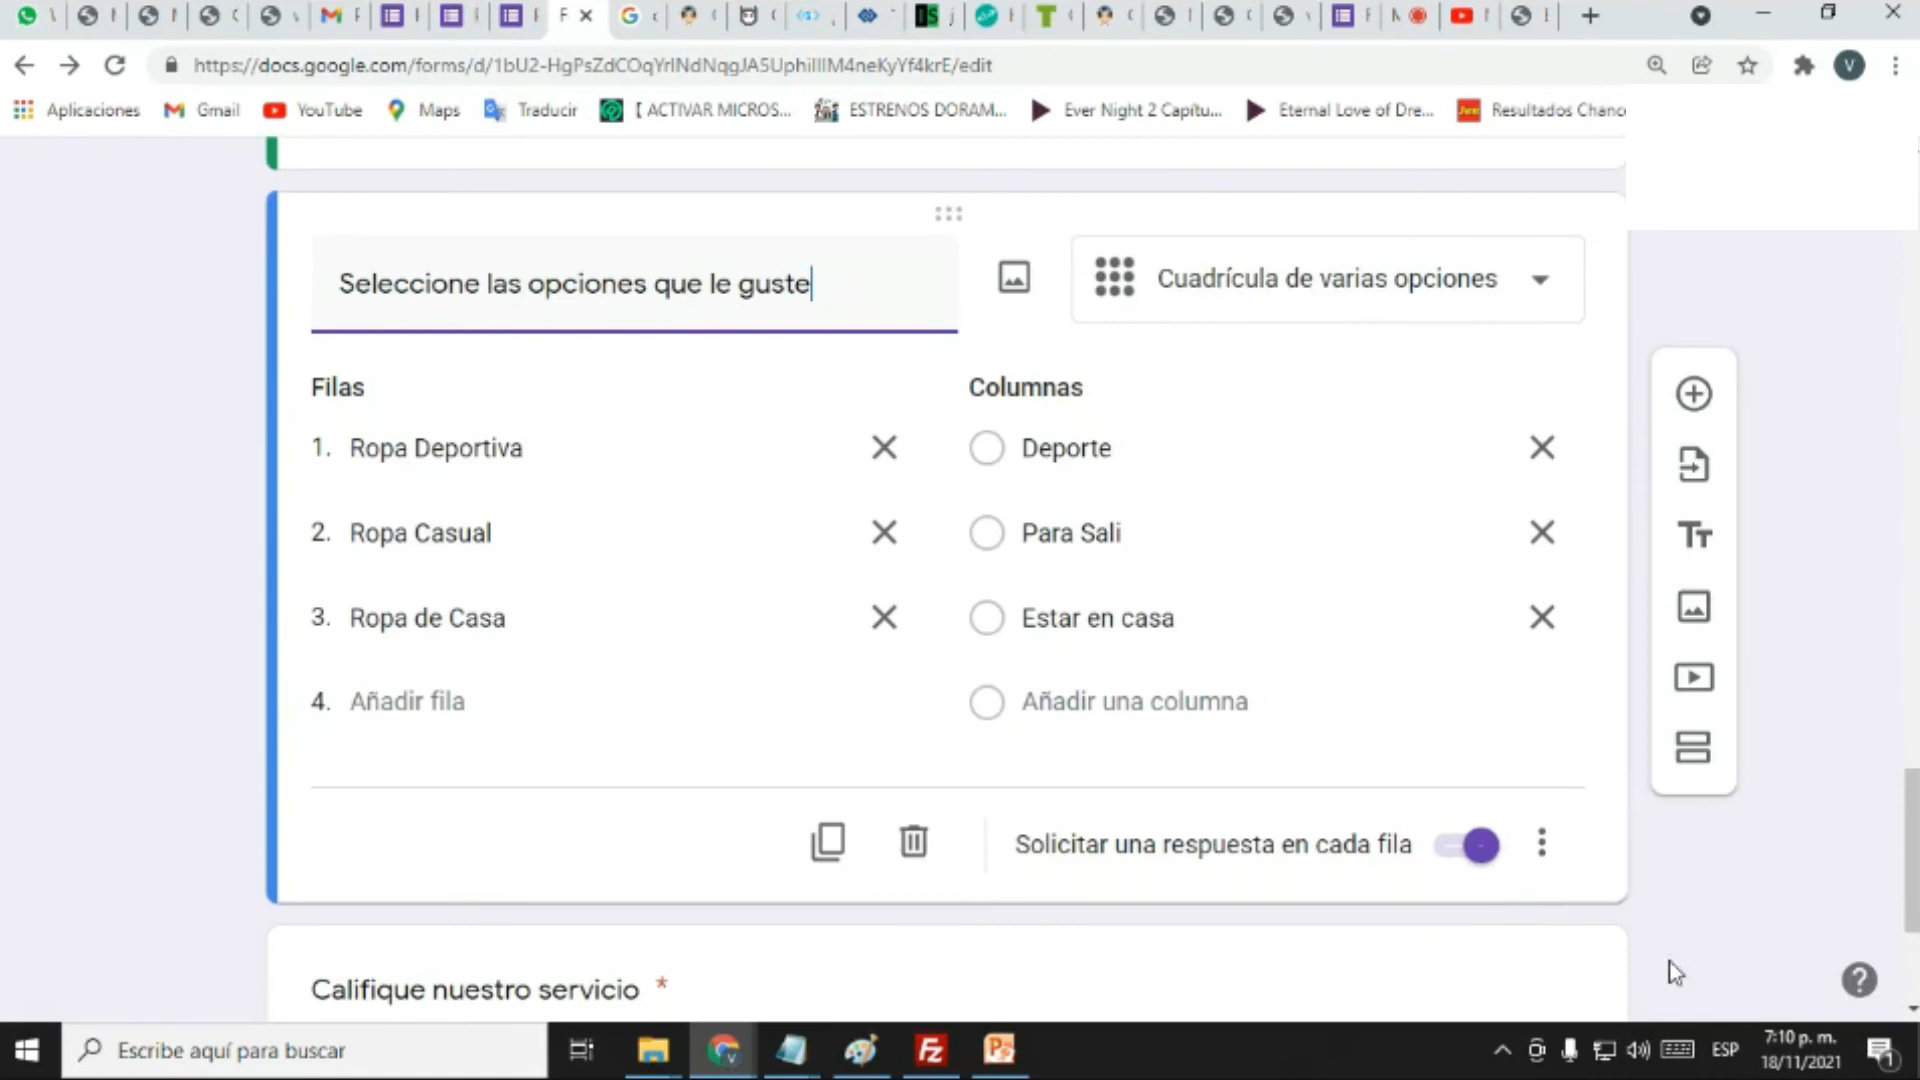 https://docs.google.com/forms/d/1bU2-HgPsZdCOqYrlNdNqgJA5UphilllM4neKyYf4krE/edit
Aplicaciones Gmail YouTube Maps Traducir [ ACTIVAR MICROS... ESTRENOS DORAM... Ever Night 2 Capítu... Eternal Love of Dre... Resultados Chanc
Seleccione las opciones que le guste
Cuadrícula de varias opciones
Filas Columnas
1. Ropa Deportiva Deporte
2. Ropa Casual Para Sali
3. Ropa de Casa Estar en casa
4. Añadir fila Añadir una columna
Solicitar una respuesta en cada fila
Califique nuestro servicio *
Escribe aquí para buscar
ESP
7:10 p. m.
18/11/2021